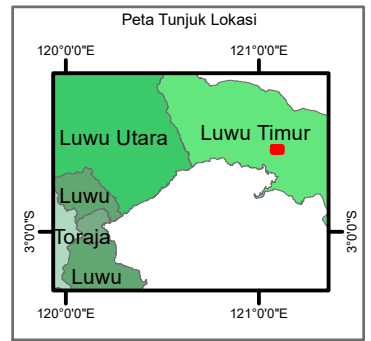 Peta Tunjuk Lokasi
120°0'0"E 121°0'0"E
Luwu Utara
Luwu Timur
Luwu
3°0'0"S
Toraja
3°0'0"S
Luwu
120°0'0"E 121°0'0"E